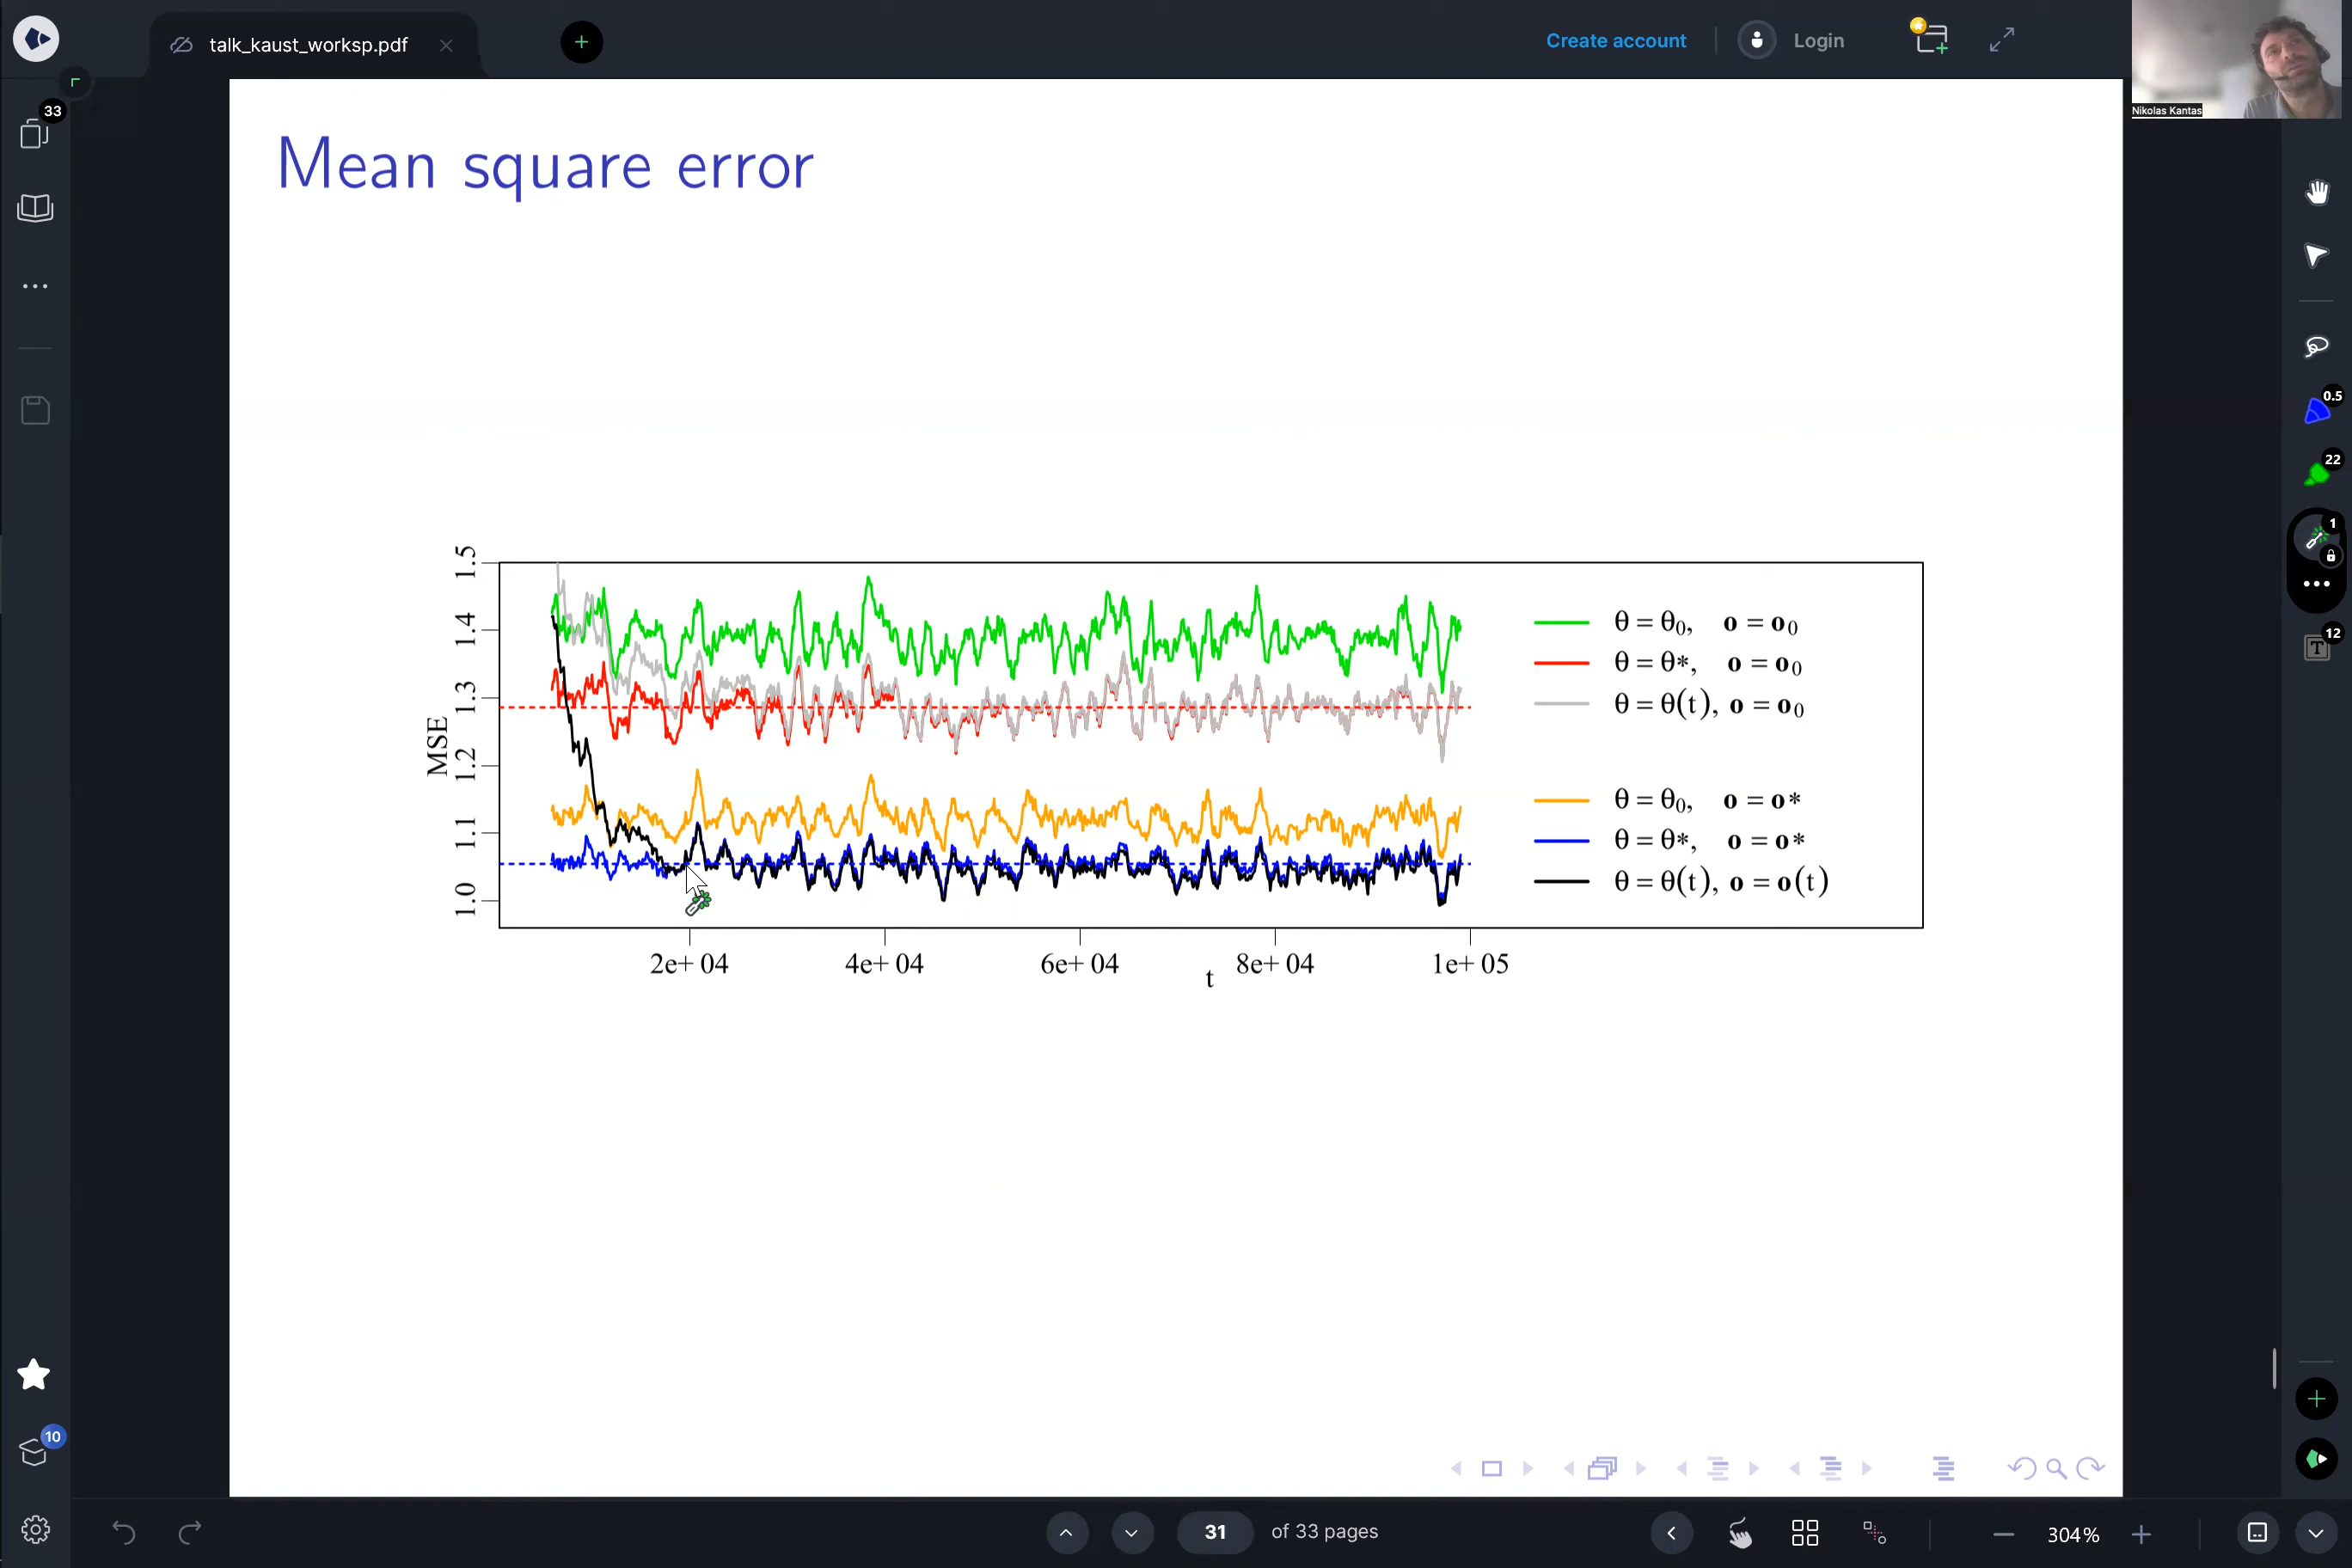 talk_kaust_worksp.pdf
Create account
Login
Nikolas Kantas
33
Mean square error
0.5
22
1
12
T
MSE
1.0 1.1 1.2 1.3 1.4 1.5
θ = θ0, o = o0
θ = θ*, o = o0
θ = θ(t), o = o0
θ = θ0, o = o*
θ = θ*, o = o*
θ = θ(t), o = o(t)
2e+04 4e+04 6e+04 8e+04 1e+05
t
10
31 of 33 pages
304%